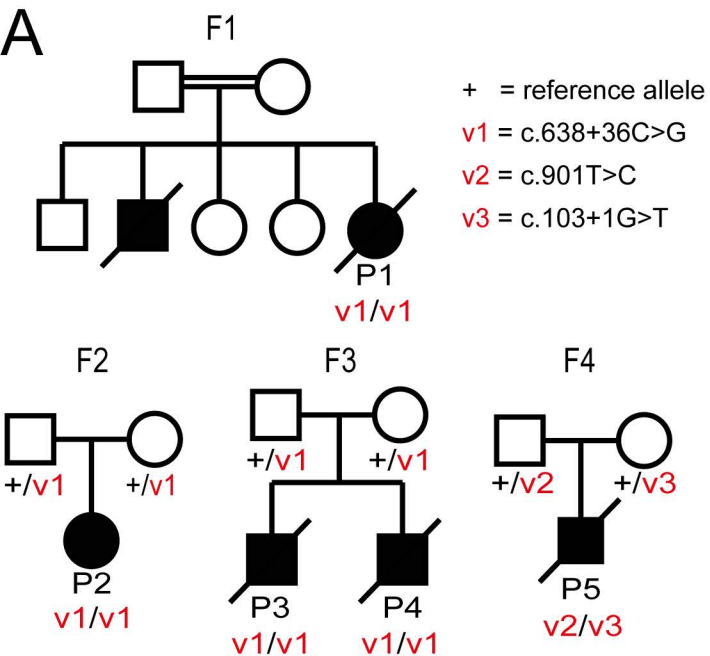 A
F1
+ = reference allele
v1 = c.638+36C>G
v2 = c.901T>C
v3 = c.103+1G>T
P1
v1/v1
F2
F3
F4
+/v1
+/v1
+/v1
+/v1
+/v2
+/v3
P2
v1/v1
P3
v1/v1
P4
v1/v1
P5
v2/v3